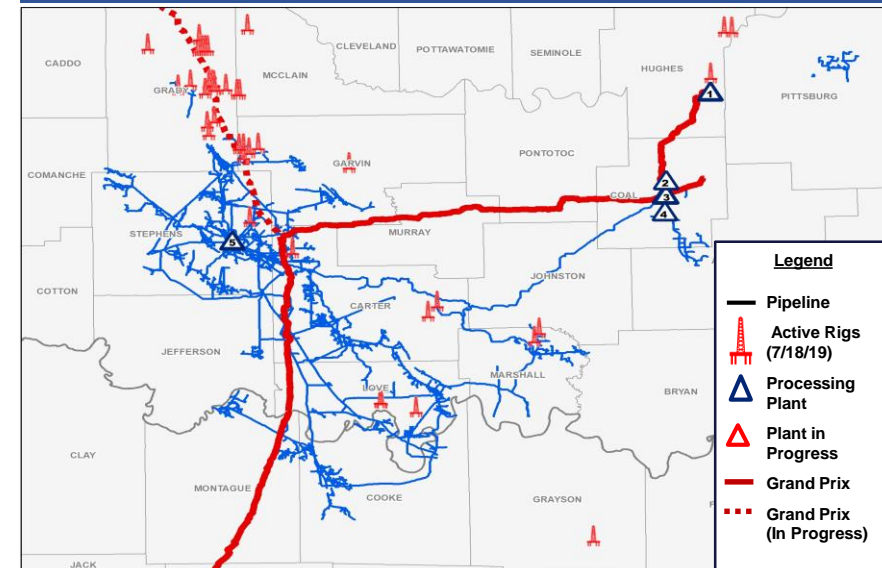 CLEVELAND
POTTAWATOMIE
SEMINOLE
CADDO
HUGHES
MCCLAIN
GRADY
PITTSBURG
1
PONTOTOC
GARVIN
COMANCHE
2
COAL
3
4
STEPHENS
MURRAY
5
JOHNSTON
COTTON
CARTER
JEFFERSON
MARSHALL
LOVE
BRYAN
CLAY
MONTAGUE
COOKE
GRAYSON
JACK
Legend
Pipeline
Active Rigs
(7/18/19)
Processing
Plant
Plant in
Progress
Grand Prix
Grand Prix
(In Progress)